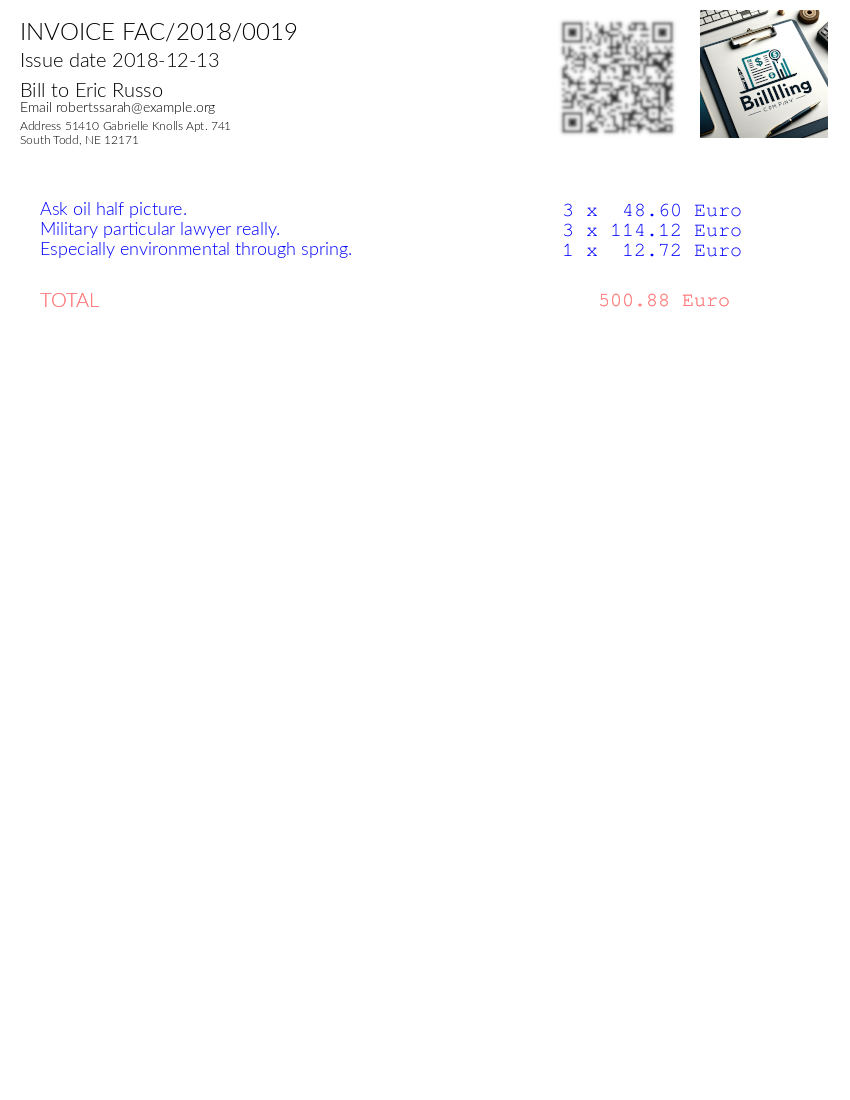 INVOICE FAC/2018/0019
Issue date 2018-12-13
Bill to Eric Russo
Email robertssarah@example.org
Address 51410 Gabrielle Knolls Apt. 741
South Todd, NE 12171
Biillling
COMPANY
Ask oil half picture. 3 x 48.60 Euro
Military particular lawyer really. 3 x 114.12 Euro
Especially environmental through spring. 1 x 12.72 Euro
TOTAL 500.88 Euro